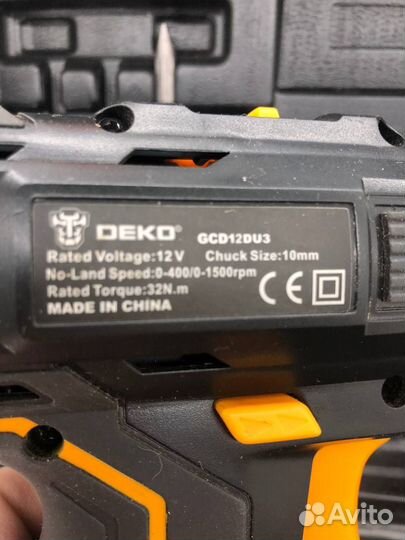 DEKO GCD12DU3
Rated Voltage:12V Chuck Size:10mm
No-Land Speed:0-400/0-1500rpm
Rated Torque:32N.m
MADE IN CHINA
CE
Avito